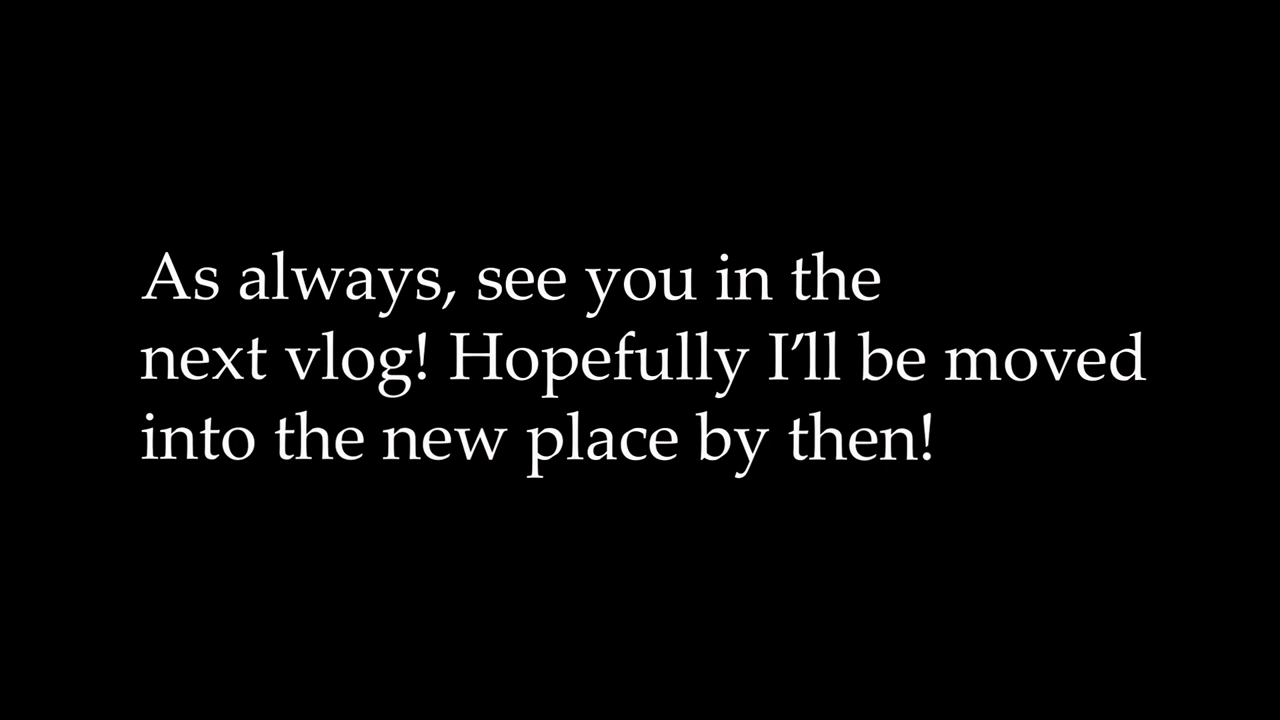 As always, see you in the
next vlog! Hopefully I’ll be moved
into the new place by then!